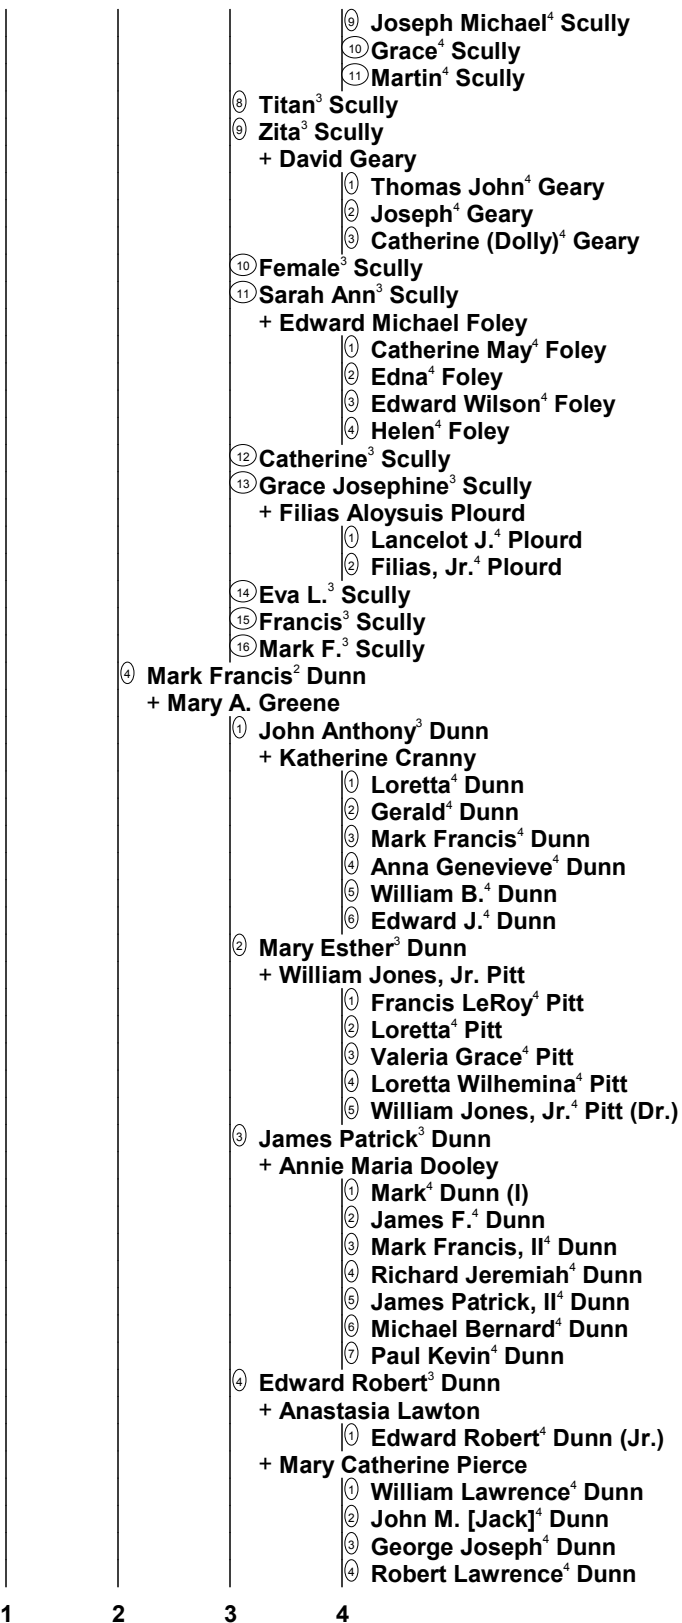 ⑨ Joseph Michael⁴ Scully
⑩ Grace⁴ Scully
⑪ Martin⁴ Scully
⑧ Titan³ Scully
⑨ Zita³ Scully
+ David Geary
① Thomas John⁴ Geary
② Joseph⁴ Geary
③ Catherine (Dolly)⁴ Geary
⑩ Female³ Scully
⑪ Sarah Ann³ Scully
+ Edward Michael Foley
① Catherine May⁴ Foley
② Edna⁴ Foley
③ Edward Wilson⁴ Foley
④ Helen⁴ Foley
⑫ Catherine³ Scully
⑬ Grace Josephine³ Scully
+ Filias Aloysuis Plourd
① Lancelot J.⁴ Plourd
② Filias, Jr.⁴ Plourd
⑭ Eva L.³ Scully
⑮ Francis³ Scully
⑯ Mark F.³ Scully
④ Mark Francis² Dunn
+ Mary A. Greene
① John Anthony³ Dunn
+ Katherine Cranny
① Loretta⁴ Dunn
② Gerald⁴ Dunn
③ Mark Francis⁴ Dunn
④ Anna Genevieve⁴ Dunn
⑤ William B.⁴ Dunn
⑥ Edward J.⁴ Dunn
② Mary Esther³ Dunn
+ William Jones, Jr. Pitt
① Francis LeRoy⁴ Pitt
② Loretta⁴ Pitt
③ Valeria Grace⁴ Pitt
④ Loretta Wilhemina⁴ Pitt
⑤ William Jones, Jr.⁴ Pitt (Dr.)
③ James Patrick³ Dunn
+ Annie Maria Dooley
① Mark⁴ Dunn (I)
② James F.⁴ Dunn
③ Mark Francis, II⁴ Dunn
④ Richard Jeremiah⁴ Dunn
⑤ James Patrick, II⁴ Dunn
⑥ Michael Bernard⁴ Dunn
⑦ Paul Kevin⁴ Dunn
④ Edward Robert³ Dunn
+ Anastasia Lawton
① Edward Robert⁴ Dunn (Jr.)
+ Mary Catherine Pierce
① William Lawrence⁴ Dunn
② John M. [Jack]⁴ Dunn
③ George Joseph⁴ Dunn
④ Robert Lawrence⁴ Dunn
1 2 3 4